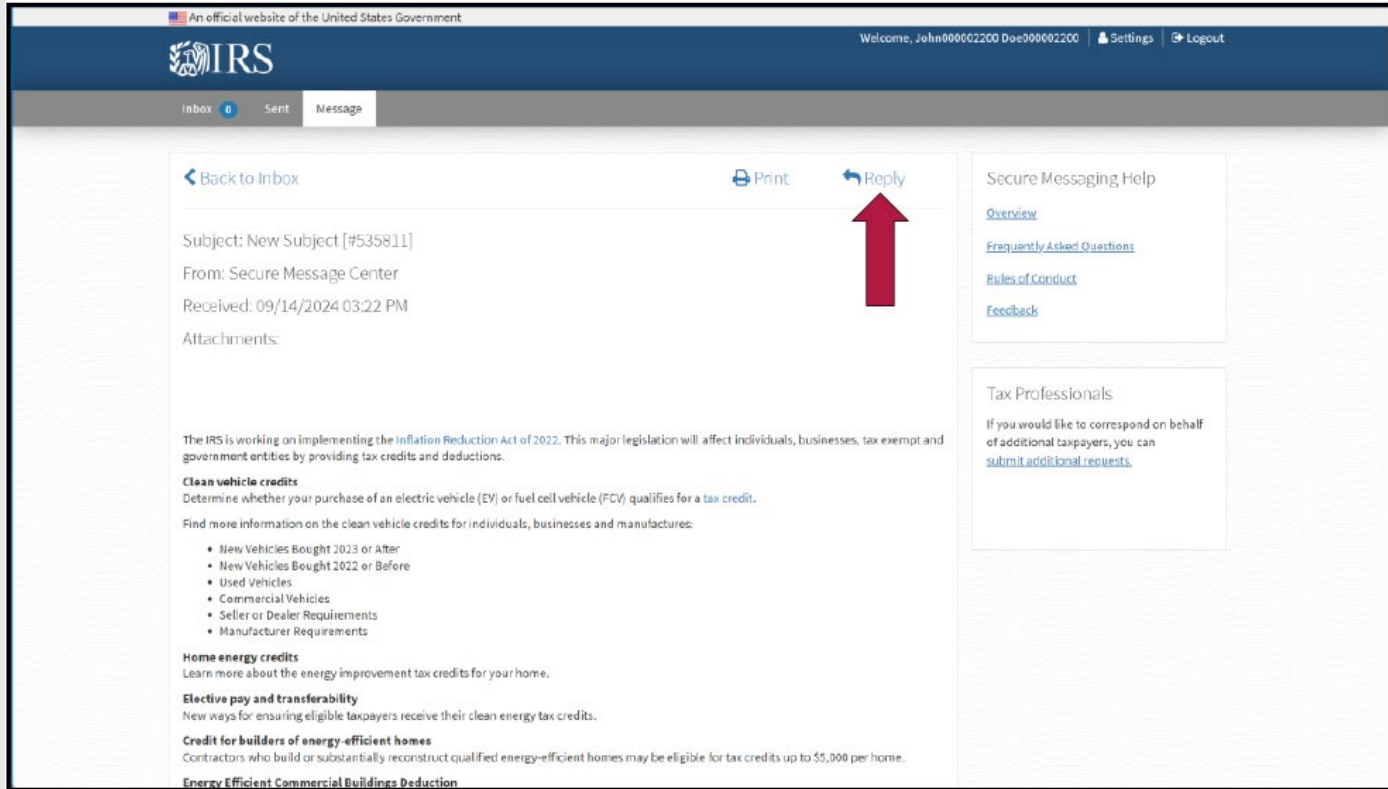 An official website of the United States Government
IRS
Welcome, John000002200 Doe000002200 Settings Logout
Inbox 0 Sent Message
Back to Inbox Print Reply
Subject: New Subject [#535811]
From: Secure Message Center
Received: 09/14/2024 03:22 PM
Attachments:
The IRS is working on implementing the Inflation Reduction Act of 2022. This major legislation will affect individuals, businesses, tax exempt and
government entities by providing tax credits and deductions.
Clean vehicle credits
Determine whether your purchase of an electric vehicle (EV) or fuel cell vehicle (FCV) qualifies for a tax credit.
Find more information on the clean vehicle credits for individuals, businesses and manufactures:
• New Vehicles Bought 2023 or After
• New Vehicles Bought 2022 or Before
• Used Vehicles
• Commercial Vehicles
• Seller or Dealer Requirements
• Manufacturer Requirements
Home energy credits
Learn more about the energy improvement tax credits for your home.
Elective pay and transferability
New ways for ensuring eligible taxpayers receive their clean energy tax credits.
Credit for builders of energy-efficient homes
Contractors who build or substantially reconstruct qualified energy-efficient homes may be eligible for tax credits up to $5,000 per home.
Energy Efficient Commercial Buildings Deduction
Secure Messaging Help
Overview
Frequently Asked Questions
Rules of Conduct
Feedback
Tax Professionals
If you would like to correspond on behalf
of additional taxpayers, you can
submit additional requests.